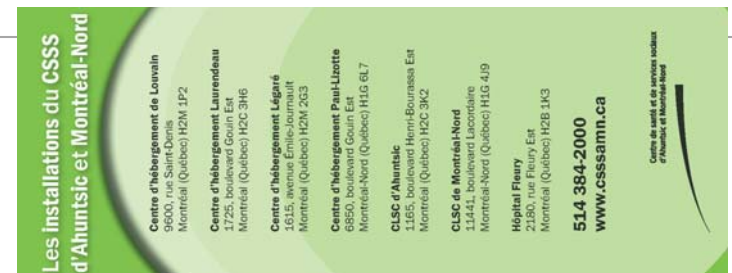 Les installations du CSSS
d'Ahuntsic et Montréal-Nord
Centre d'hébergement de Louvain
9600, rue Saint-Denis
Montréal (Québec) H2M 1P2
Centre d'hébergement Laurendeau
1725, boulevard Gouin Est
Montréal (Québec) H2C 3H6
Centre d'hébergement Légaré
1615, avenue Émile-Journault
Montréal (Québec) H2M 2G3
Centre d'hébergement Paul-Lizotte
6850, boulevard Gouin Est
Montréal-Nord (Québec) H1G 6L7
CLSC d'Ahuntsic
1165, boulevard Henri-Bourassa Est
Montréal (Québec) H2C 3K2
CLSC de Montréal-Nord
11441, boulevard Lacordaire
Montréal-Nord (Québec) H1G 4J9
Hôpital Fleury
2180, rue Fleury Est
Montréal (Québec) H2B 1K3
514 384-2000
www.csssamn.ca
Centre de santé et de services sociaux
d'Ahuntsic et Montréal-Nord